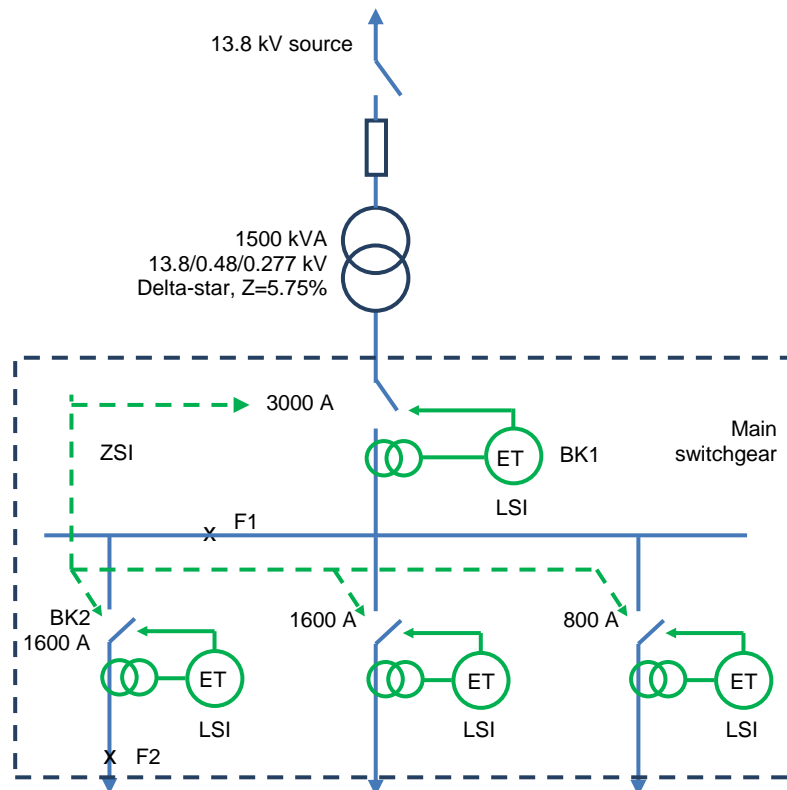 13.8 kV source
1500 kVA
13.8/0.48/0.277 kV
Delta-star, Z=5.75%
3000 A
ET
BK1
Main
switchgear
ZSI
LSI
x F1
BK2
1600 A
1600 A
800 A
ET
ET
ET
LSI
LSI
LSI
x F2